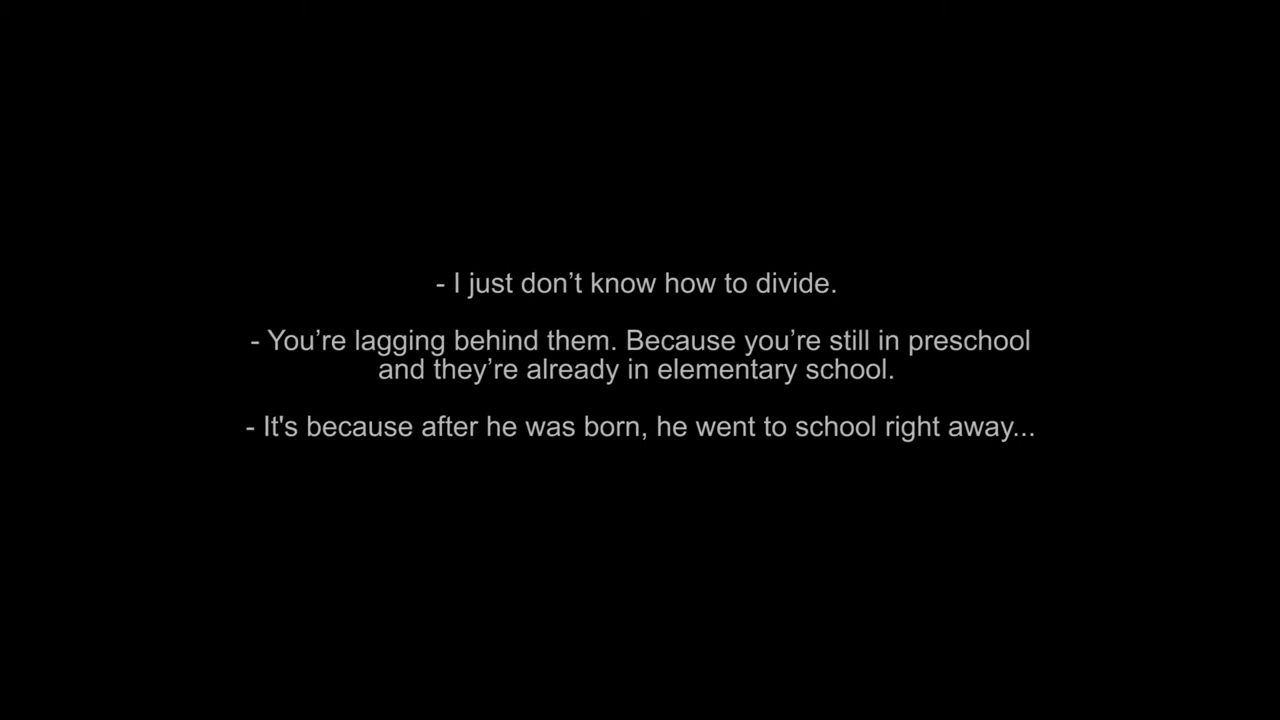 - I just don’t know how to divide.
- You’re lagging behind them. Because you’re still in preschool
and they’re already in elementary school.
- It's because after he was born, he went to school right away...